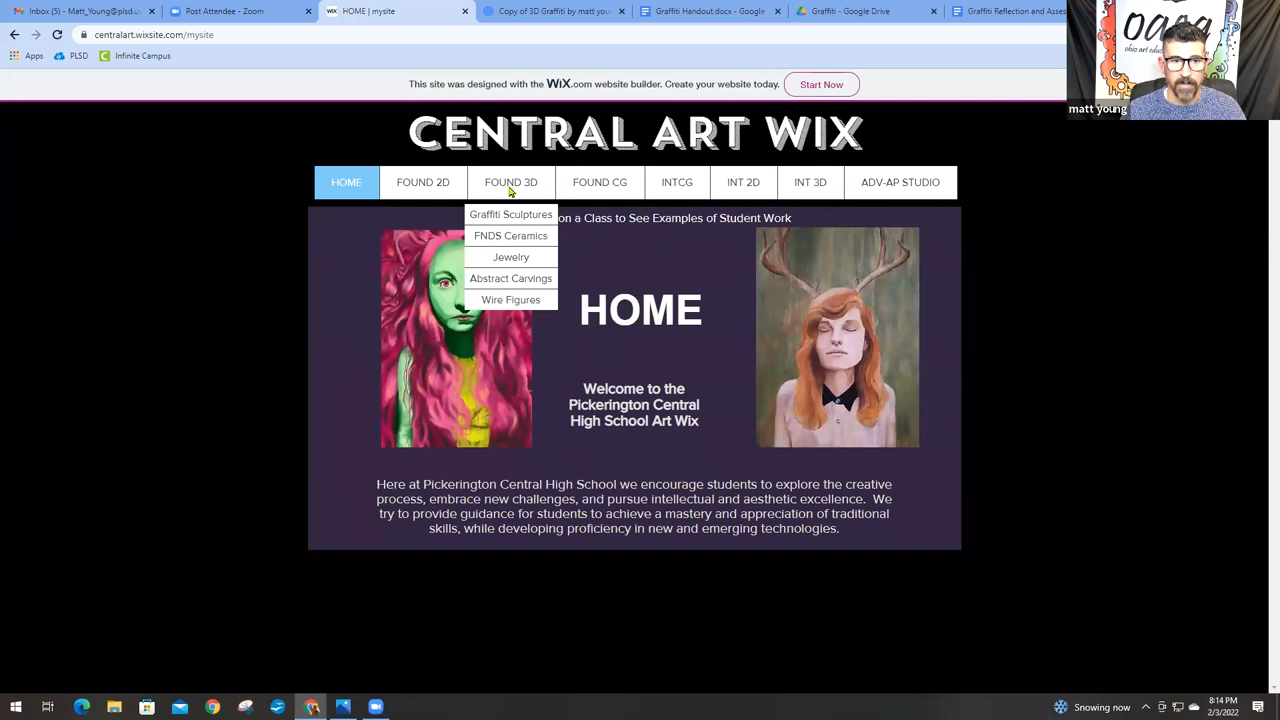 Inbox (5) - Matt_Young@plsd.us
Post Attendee - Zoom
HOME | mysite
Copy of 3D Graffiti by matt.you
Graffiti Handout.docx - Google
Graffiti - Google Drive
Graffiti Reflection and Assess
centralart.wixsite.com/mysite
Apps
PLSD
Infinite Campus
oaea
ohio art edu
matt young
This site was designed with the WiX.com website builder. Create your website today.
Start Now
CENTRAL ART WIX
HOME
FOUND 2D
FOUND 3D
FOUND CG
INTCG
INT 2D
INT 3D
ADV-AP STUDIO
on a Class to See Examples of Student Work
Graffiti Sculptures
FNDS Ceramics
Jewelry
Abstract Carvings
Wire Figures
HOME
Welcome to the
Pickerington Central
High School Art Wix
Here at Pickerington Central High School we encourage students to explore the creative
process, embrace new challenges, and pursue intellectual and aesthetic excellence. We
try to provide guidance for students to achieve a mastery and appreciation of traditional
skills, while developing proficiency in new and emerging technologies.
Snowing now
8:14 PM
2/3/2022